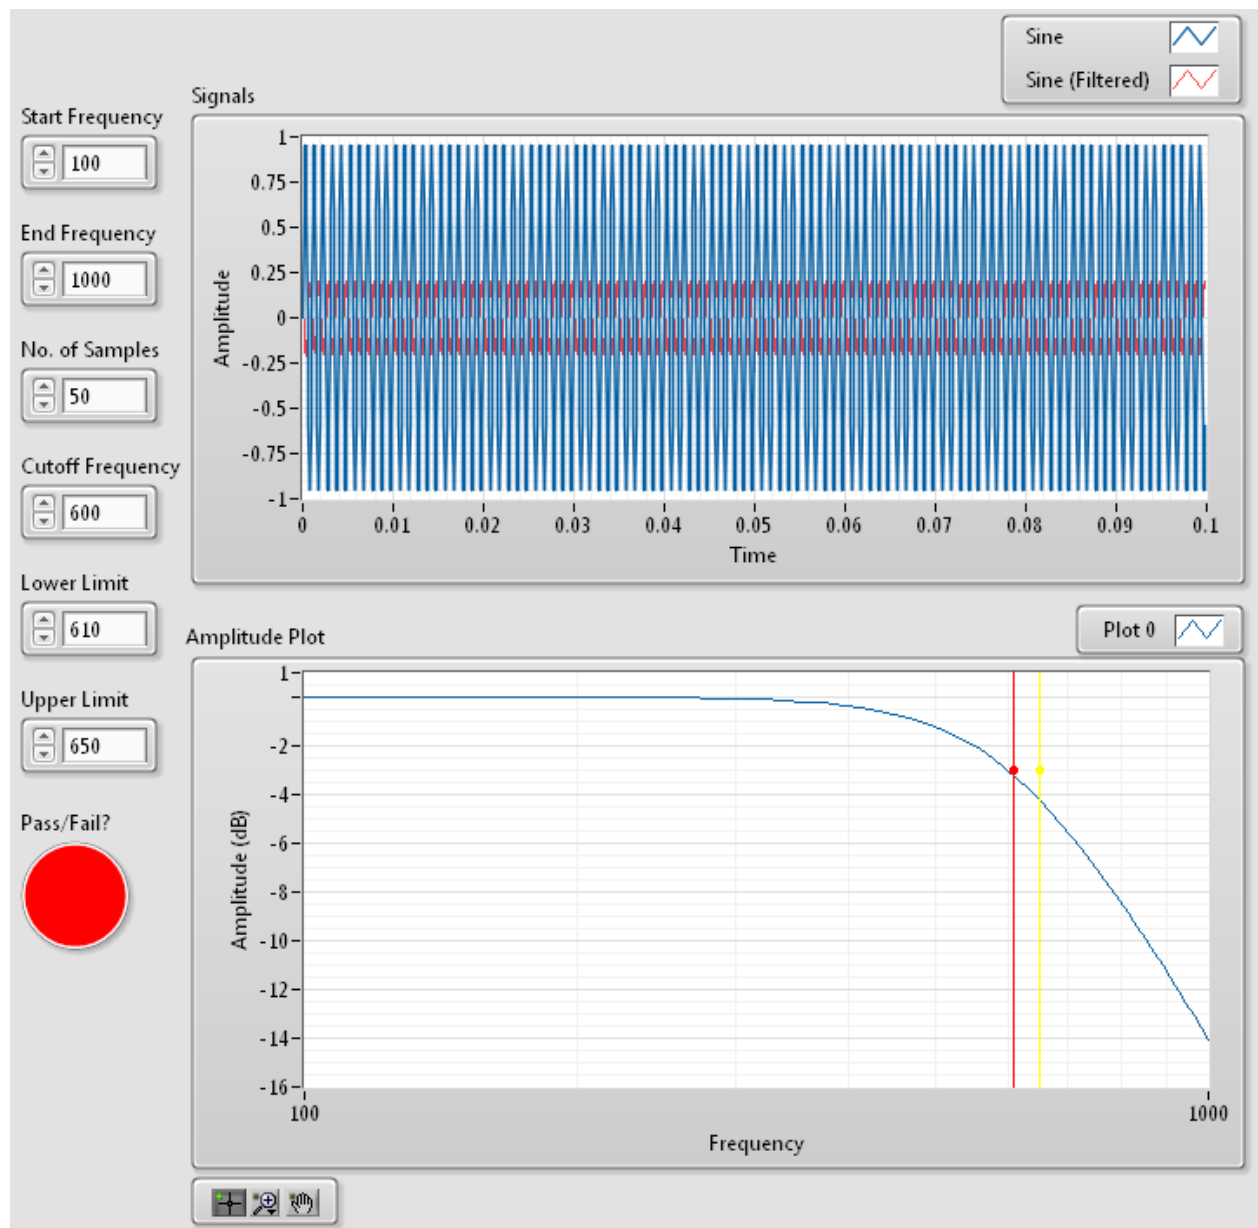 Sine
Sine (Filtered)
Signals
Start Frequency
100
End Frequency
1000
No. of Samples
50
Cutoff Frequency
600
Lower Limit
610
Upper Limit
650
Pass/Fail?
Amplitude
1
0.75
0.5
0.25
0
-0.25
-0.5
-0.75
-1
0 0.01 0.02 0.03 0.04 0.05 0.06 0.07 0.08 0.09 0.1
Time
Plot 0
Amplitude Plot
Amplitude (dB)
1
-2
-4
-6
-8
-10
-12
-14
-16
100 1000
Frequency